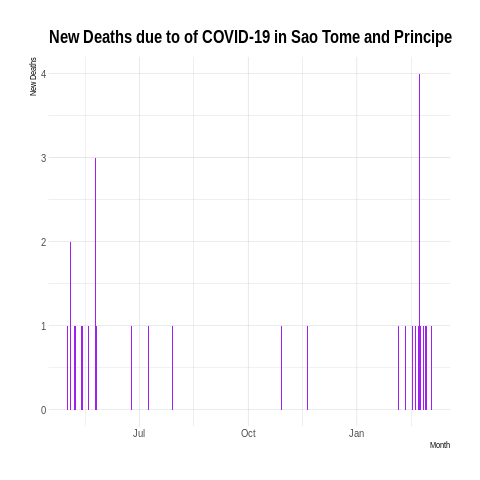 New Deaths due to of COVID-19 in Sao Tome and Principe
New Deaths
4
3
2
1
0
Jul Oct Jan
Month